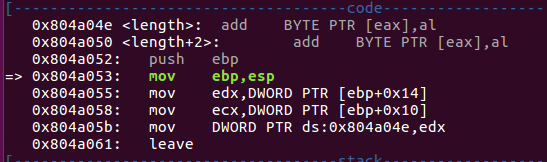 [------------------------------------code------------------------------------
0x804a04e <length>: add BYTE PTR [eax],al
0x804a050 <length+2>: add BYTE PTR [eax],al
0x804a052: push ebp
=> 0x804a053: mov ebp,esp
0x804a055: mov edx,DWORD PTR [ebp+0x14]
0x804a058: mov ecx,DWORD PTR [ebp+0x10]
0x804a05b: mov DWORD PTR ds:0x804a04e,edx
0x804a061: leave
[------------------------------------stack-----------------------------------